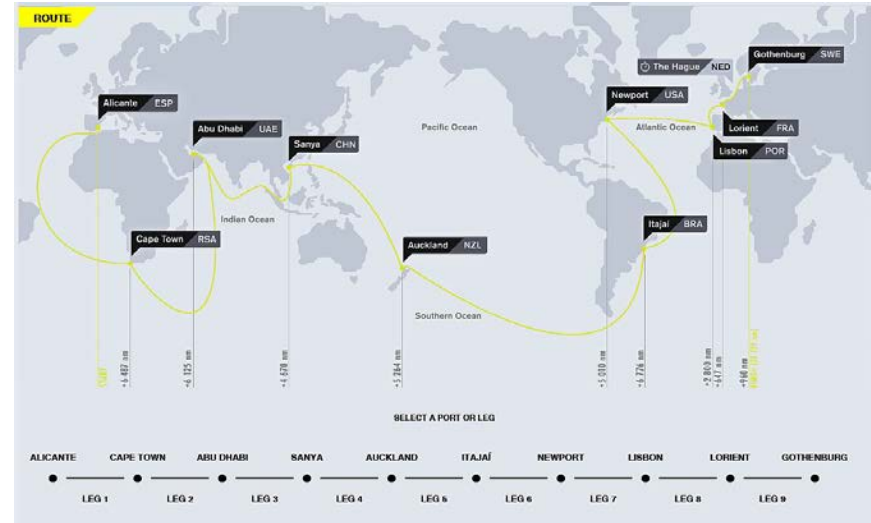 ROUTE
Gothenburg SWE
The Hague NED
Alicante ESP
Newport USA
Abu Dhabi UAE
Pacific Ocean
Atlantic Ocean
Lorient FRA
Sanya CHN
Lisbon POR
Indian Ocean
Itajaí BRA
Cape Town RSA
Auckland NZL
Southern Ocean
START
+6 487 nm
+6 125 nm
+4 670 nm
+5 264 nm
+5 010 nm
+6 776 nm
+2 800 nm
+647 nm
+960 nm
SELECT A PORT OR LEG
ALICANTE CAPE TOWN ABU DHABI SANYA AUCKLAND ITAJAÍ NEWPORT LISBON LORIENT GOTHENBURG
LEG 1 LEG 2 LEG 3 LEG 4 LEG 5 LEG 6 LEG 7 LEG 8 LEG 9